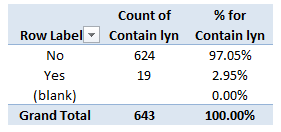 Count of % for
Row Label Contain lyn Contain lyn
No 624 97.05%
Yes 19 2.95%
(blank) 0.00%
Grand Total 643 100.00%